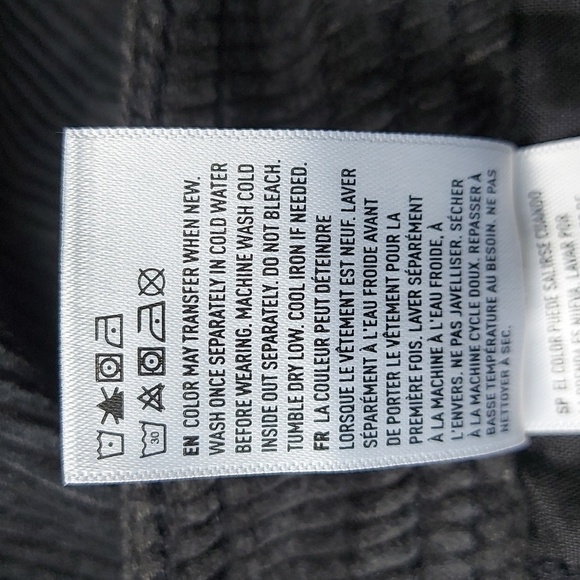 30
EN COLOR MAY TRANSFER WHEN NEW.
WASH ONCE SEPARATELY IN COLD WATER
BEFORE WEARING. MACHINE WASH COLD
INSIDE OUT SEPARATELY. DO NOT BLEACH.
TUMBLE DRY LOW. COOL IRON IF NEEDED.
FR LA COULEUR PEUT DÉTEINDRE
LORSQUE LE VÊTEMENT EST NEUF. LAVER
SÉPARÉMENT À L'EAU FROIDE AVANT
DE PORTER LE VÊTEMENT POUR LA
PREMIÈRE FOIS. LAVER SÉPARÉMENT
À LA MACHINE À L'EAU FROIDE, À
L'ENVERS. NE PAS JAVELLISER. SÉCHER
À LA MACHINE CYCLE DOUX. REPASSER À
BASSE TEMPÉRATURE AU BESOIN. NE PAS
NETTOYER À SEC.
SP EL COLOR PUEDE SALIRSE CUANDO
LAVAR POR